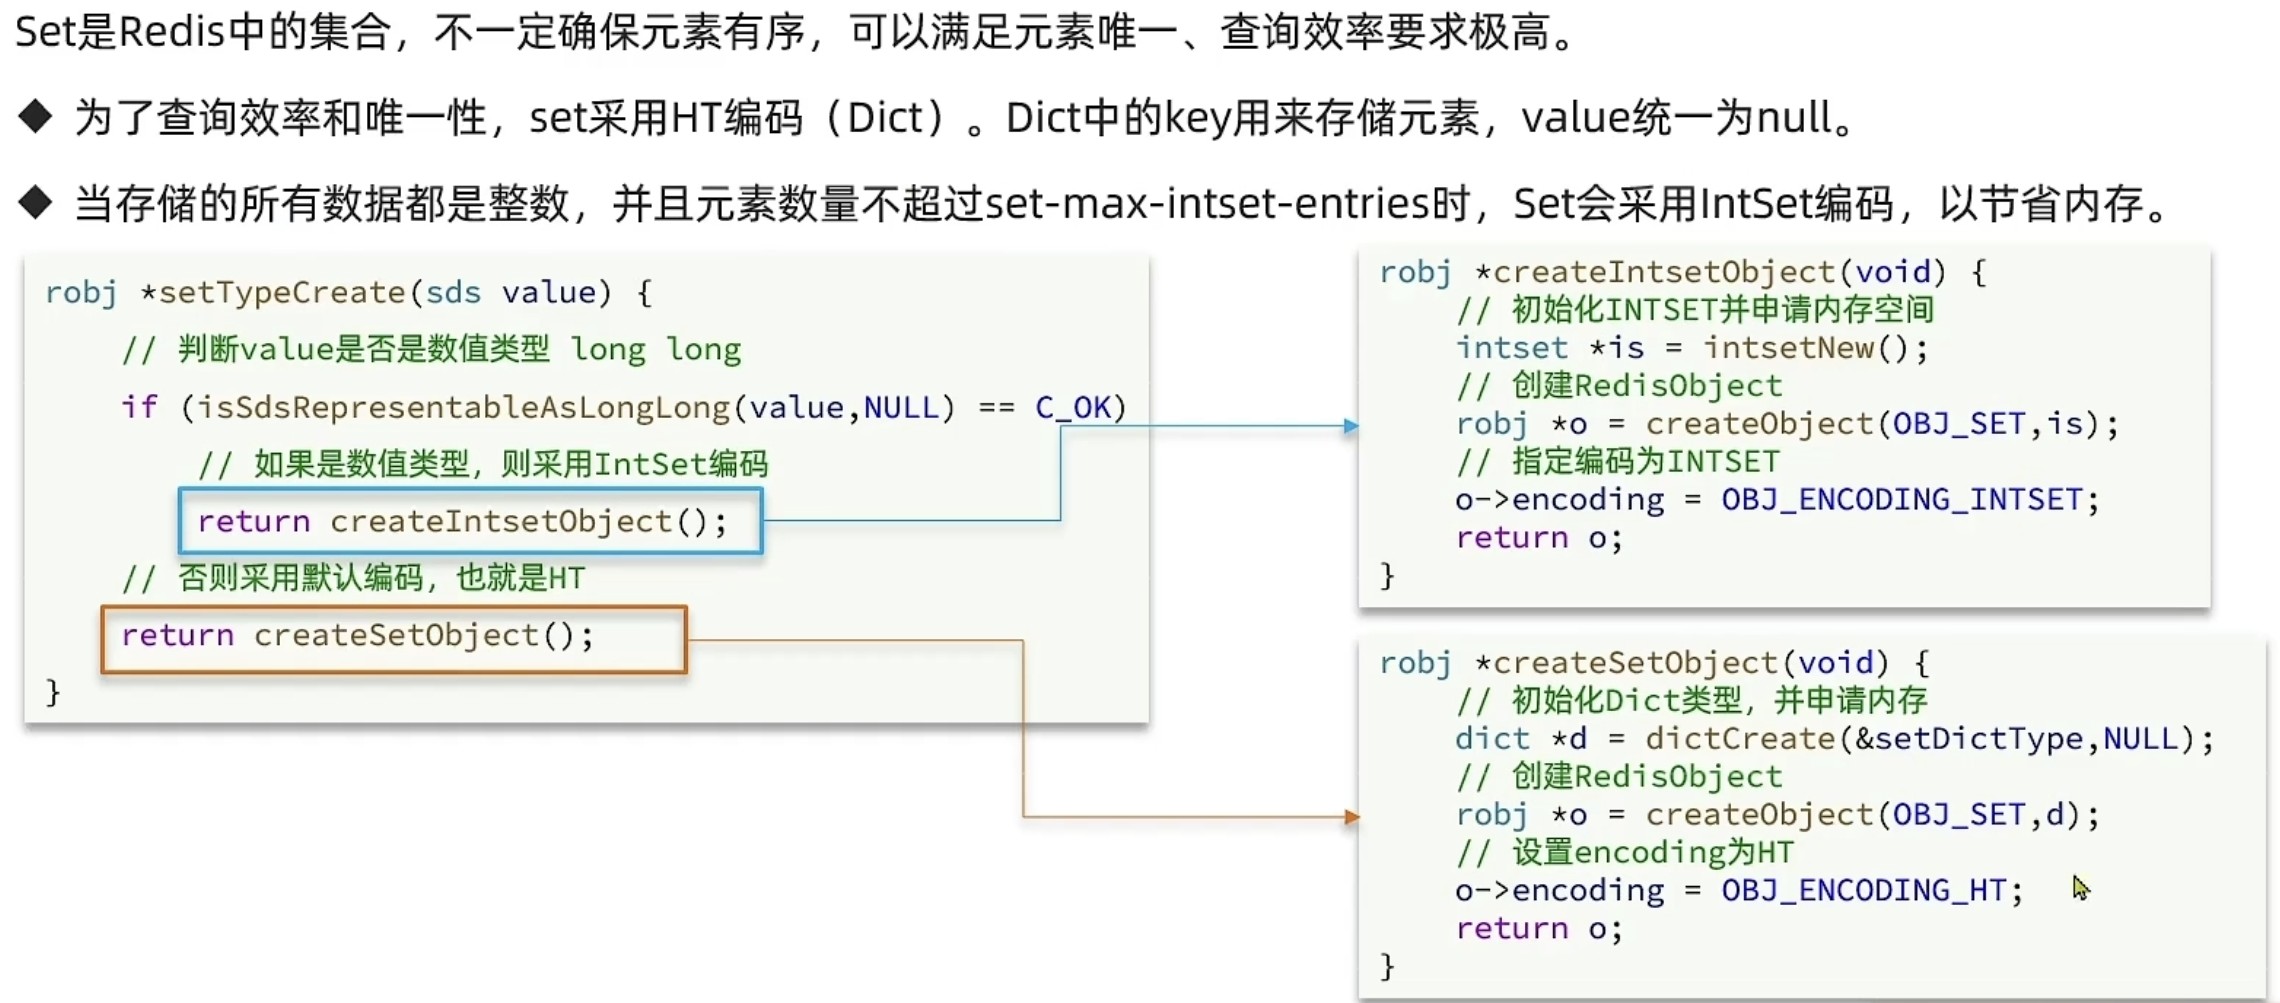 Set是Redis中的集合，不一定确保元素有序，可以满足元素唯一、查询效率要求极高。
◆ 为了查询效率和唯一性，set采用HT编码（Dict）。Dict中的key用来存储元素，value统一为null。
◆ 当存储的所有数据都是整数，并且元素数量不超过set-max-intset-entries时，Set会采用IntSet编码，以节省内存。
robj *setTypeCreate(sds value) {
    // 判断value是否是数值类型 long long
    if (isSdsRepresentableAsLongLong(value,NULL) == C_OK)
        // 如果是数值类型，则采用IntSet编码
        return createIntsetObject();
    // 否则采用默认编码，也就是HT
    return createSetObject();
}
robj *createIntsetObject(void) {
    // 初始化INTSET并申请内存空间
    intset *is = intsetNew();
    // 创建RedisObject
    robj *o = createObject(OBJ_SET,is);
    // 指定编码为INTSET
    o->encoding = OBJ_ENCODING_INTSET;
    return o;
}
robj *createSetObject(void) {
    // 初始化Dict类型，并申请内存
    dict *d = dictCreate(&setDictType,NULL);
    // 创建RedisObject
    robj *o = createObject(OBJ_SET,d);
    // 设置encoding为HT
    o->encoding = OBJ_ENCODING_HT;
    return o;
}